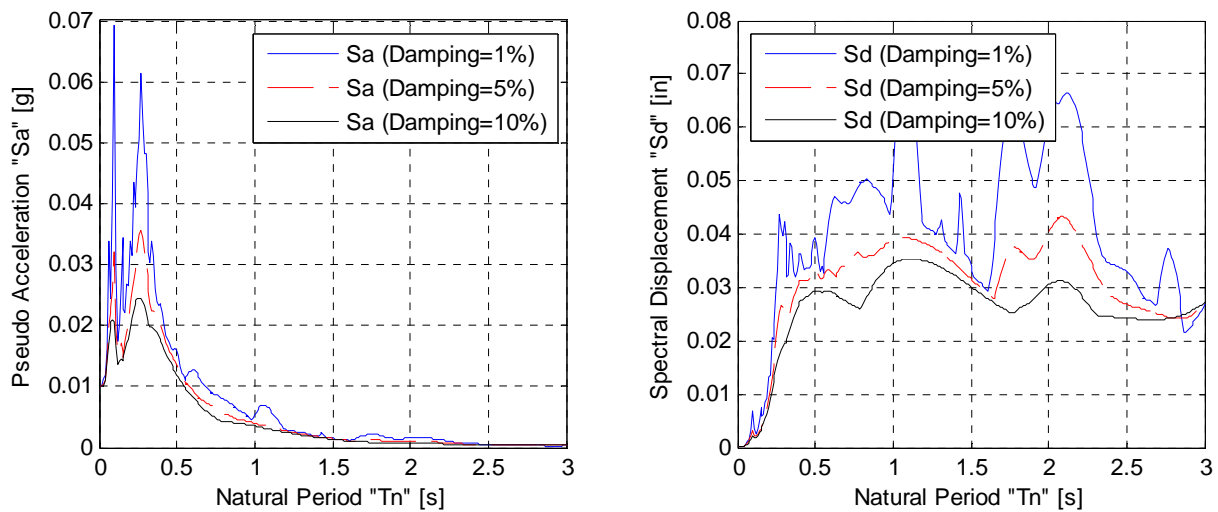 0.07
0.06
0.05
0.04
0.03
0.02
0.01
0
Pseudo Acceleration "Sa" [g]
Sa (Damping=1%)
Sa (Damping=5%)
Sa (Damping=10%)
0 0.5 1 1.5 2 2.5 3
Natural Period "Tn" [s]
0.08
0.07
0.06
0.05
0.04
0.03
0.02
0.01
0
Spectral Displacement "Sd" [in]
Sd (Damping=1%)
Sd (Damping=5%)
Sd (Damping=10%)
0 0.5 1 1.5 2 2.5 3
Natural Period "Tn" [s]